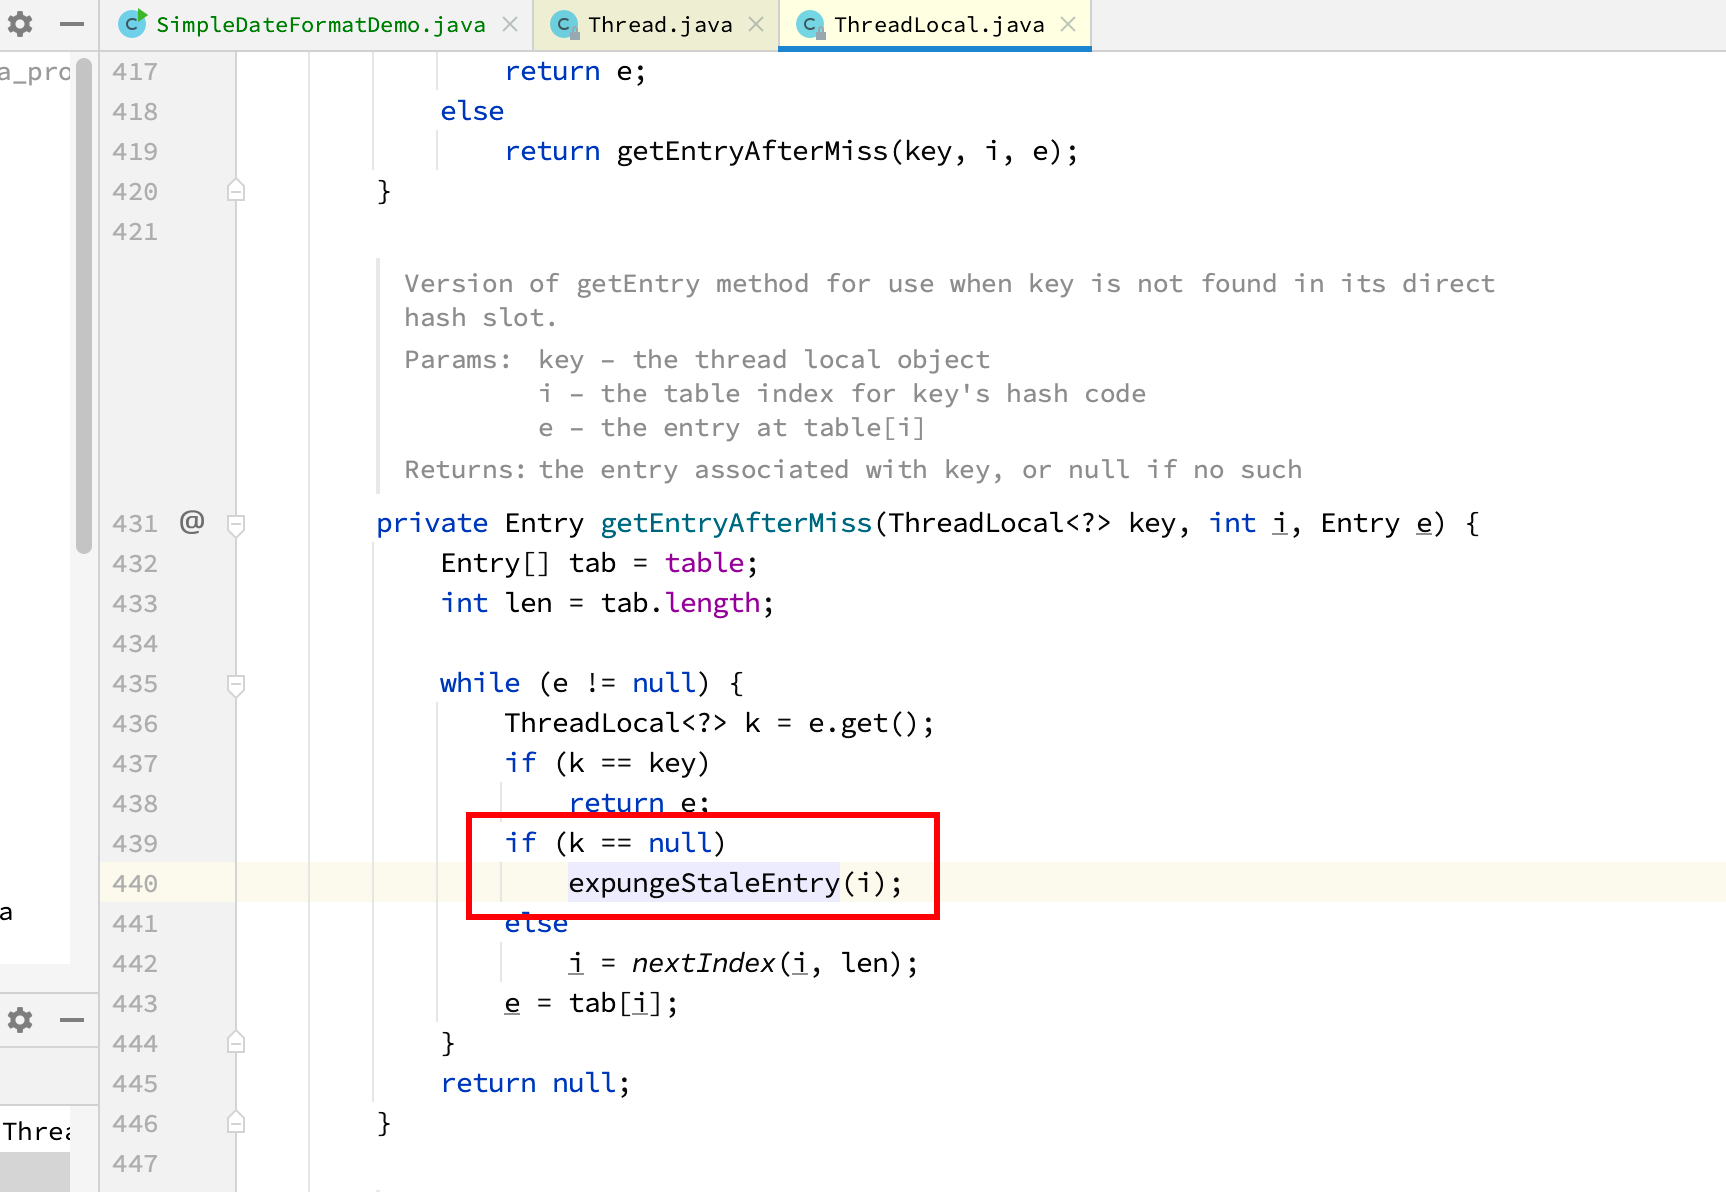 SimpleDateFormatDemo.java Thread.java ThreadLocal.java
a_pro
417 return e;
418 else
419 return getEntryAfterMiss(key, i, e);
420 }
421
Version of getEntry method for use when key is not found in its direct
hash slot.
Params: key – the thread local object
i – the table index for key's hash code
e – the entry at table[i]
Returns: the entry associated with key, or null if no such
431 @ private Entry getEntryAfterMiss(ThreadLocal<?> key, int i, Entry e) {
432 Entry[] tab = table;
433 int len = tab.length;
434
435 while (e != null) {
436 ThreadLocal<?> k = e.get();
437 if (k == key)
438 return e;
439 if (k == null)
440 expungeStaleEntry(i);
a
441 else
442 i = nextIndex(i, len);
443 e = tab[i];
444 }
445 return null;
446 }
Threa
447